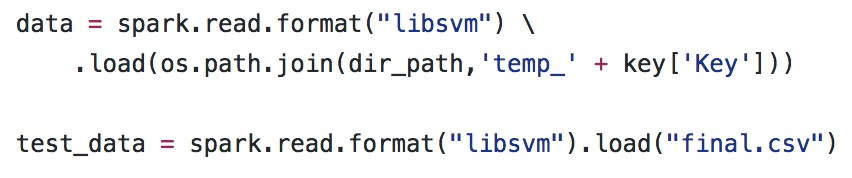 data = spark.read.format("libsvm") \
    .load(os.path.join(dir_path,'temp_' + key['Key']))
test_data = spark.read.format("libsvm").load("final.csv")